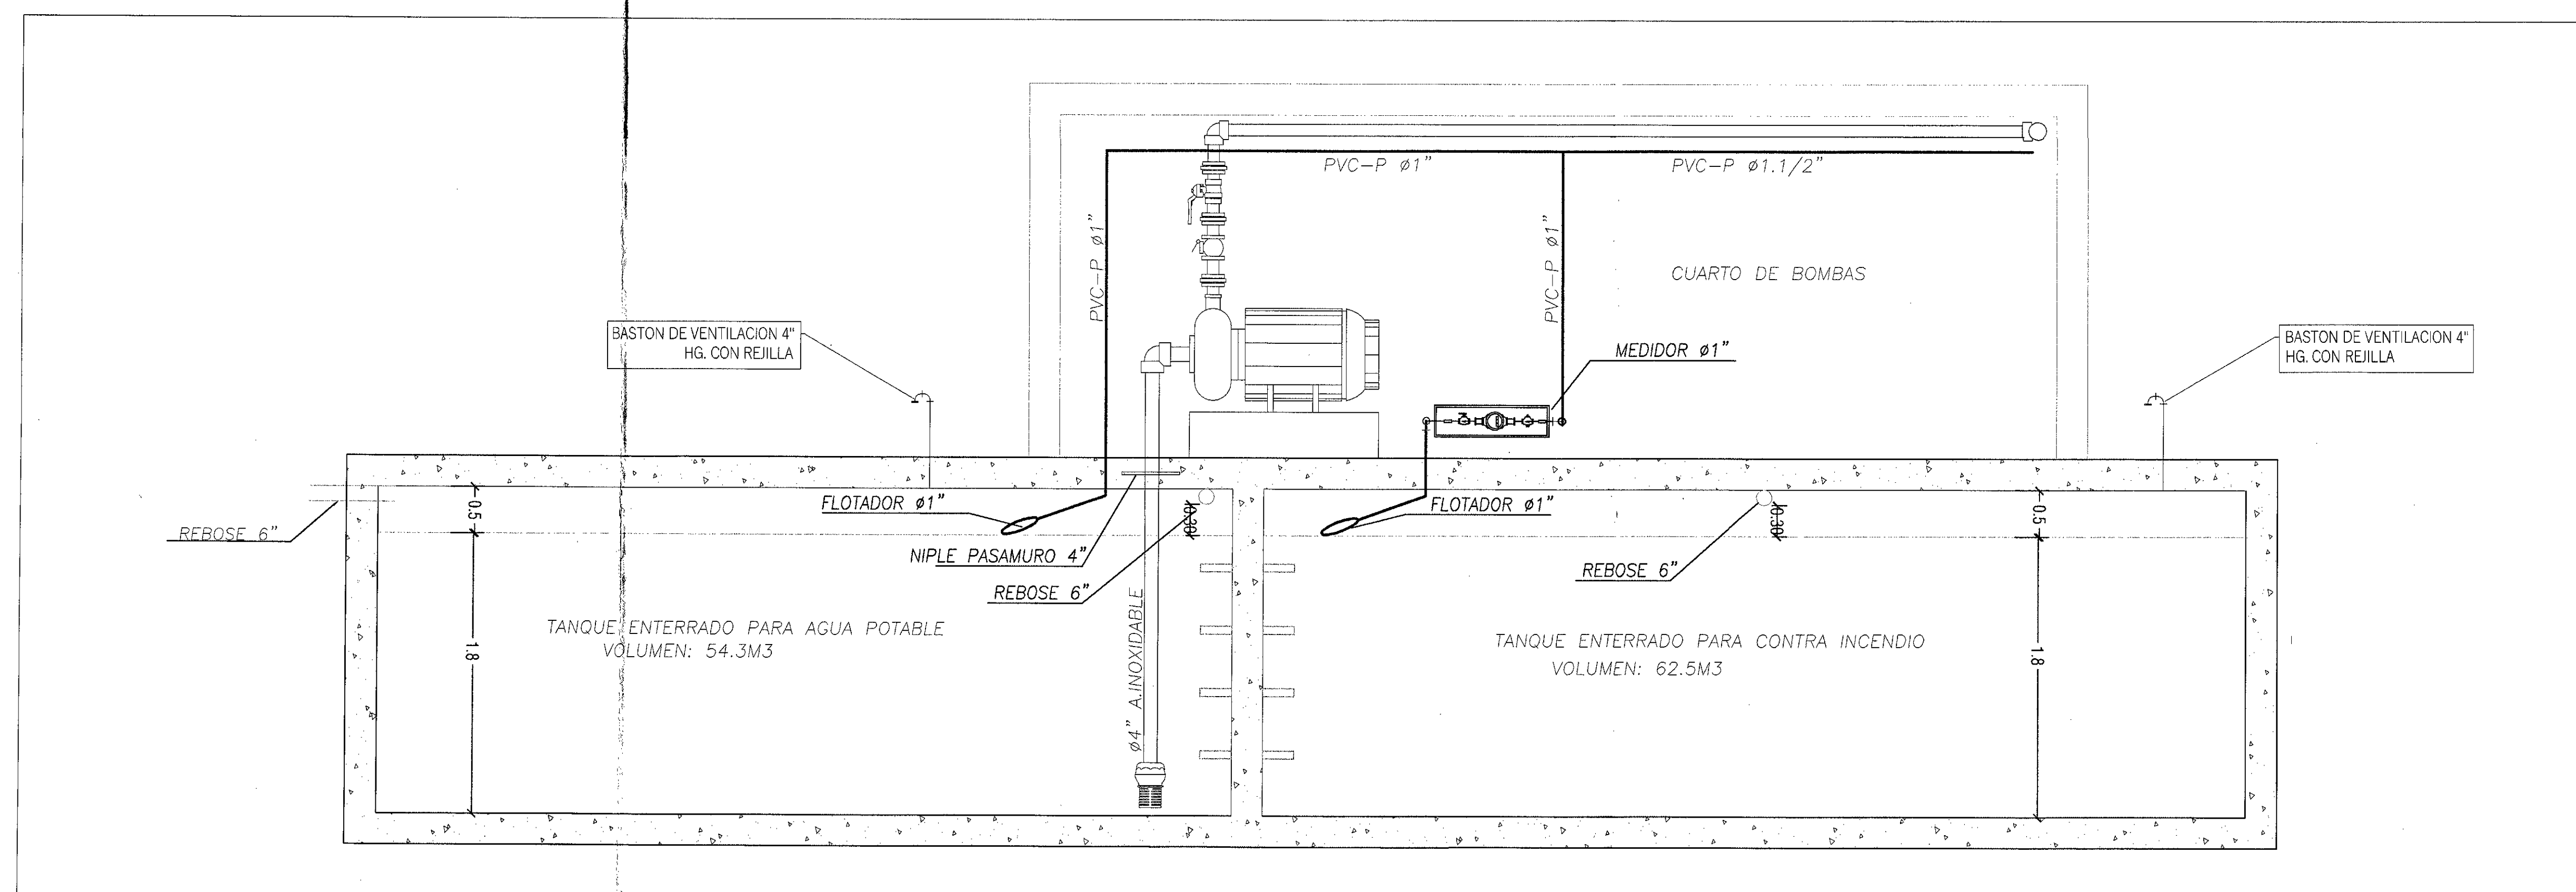 PVC-P ø1"
PVC-P ø1.1/2"
PVC-P ø1"
PVC-P ø1"
CUARTO DE BOMBAS
BASTON DE VENTILACION 4"
HG. CON REJILLA
MEDIDOR ø1"
BASTON DE VENTILACION 4"
HG. CON REJILLA
REBOSE 6"
0.5
FLOTADOR ø1"
0.30
FLOTADOR ø1"
0.30
0.5
NIPLE PASAMURO 4"
REBOSE 6"
REBOSE 6"
TANQUE ENTERRADO PARA AGUA POTABLE
VOLUMEN: 54.3M3
1.8
ø4" A.INOXIDABLE
TANQUE ENTERRADO PARA CONTRA INCENDIO
VOLUMEN: 62.5M3
1.8